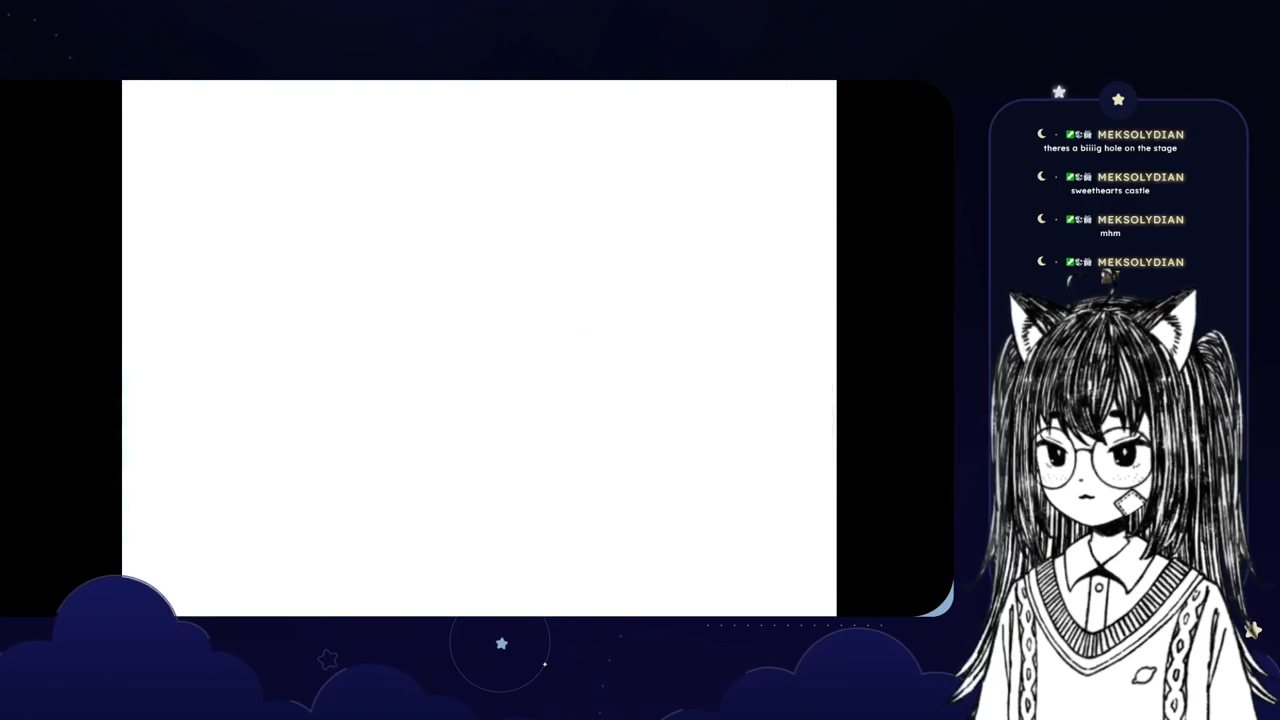 MEKSOLYDIAN
theres a biiiig hole on the stage
MEKSOLYDIAN
sweethearts castle
MEKSOLYDIAN
mhm
MEKSOLYDIAN